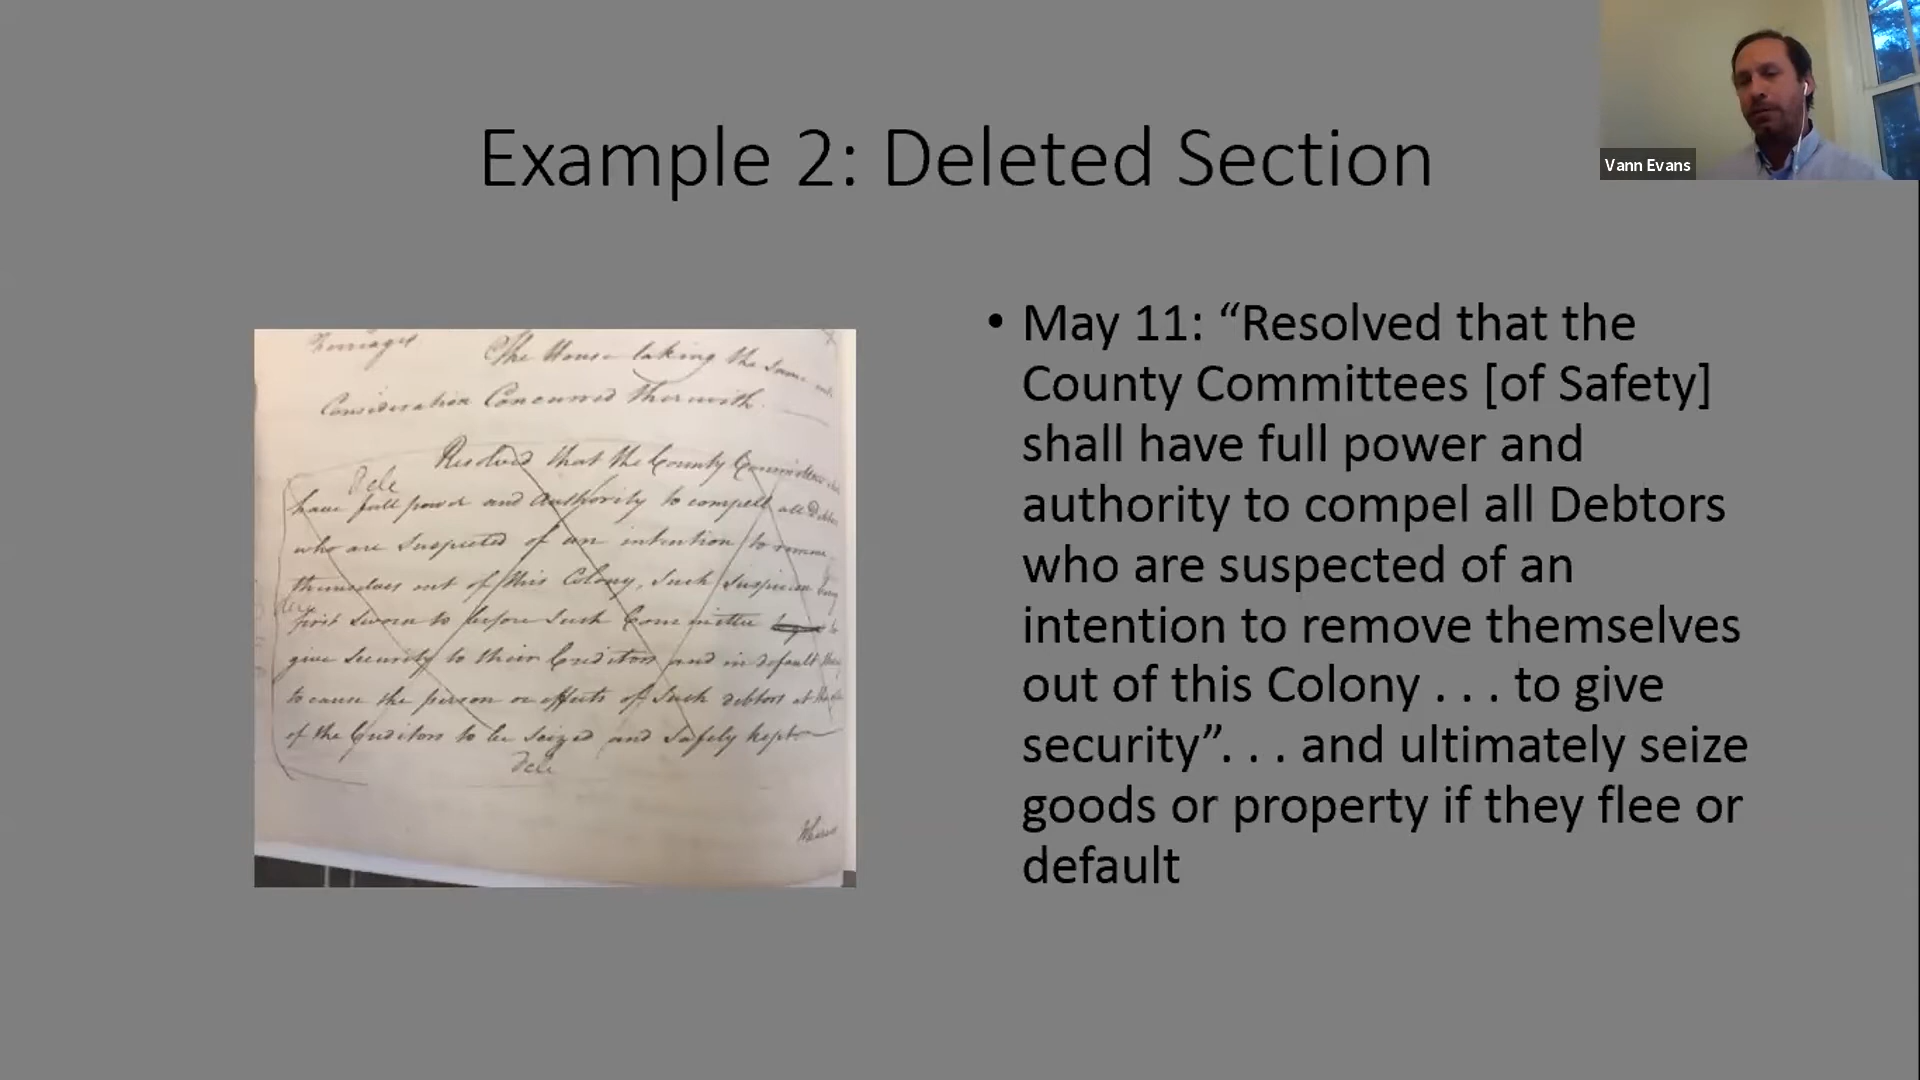 Example 2: Deleted Section
Vann Evans
The House taking the Same
Consideration Concurred therewith.
Resolved that the County Committees
Dele
have full power and Authority to compell all
who are Suspected of an intention to remove
themselves out of this Colony, Such Suspicion being
first Sworn to before Such Committee
give Security to their Creditors and in default
to cause the person or effects of Such debtors at
of the Creditors to be Seized and Safely kept
Dele
• May 11: “Resolved that the
County Committees [of Safety]
shall have full power and
authority to compel all Debtors
who are suspected of an
intention to remove themselves
out of this Colony . . . to give
security”. . . and ultimately seize
goods or property if they flee or
default